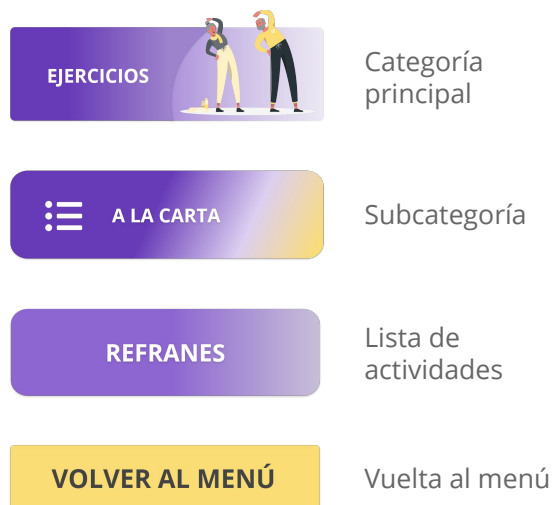 EJERCICIOS
Categoría
principal
A LA CARTA
Subcategoría
REFRANES
Lista de
actividades
VOLVER AL MENÚ
Vuelta al menú